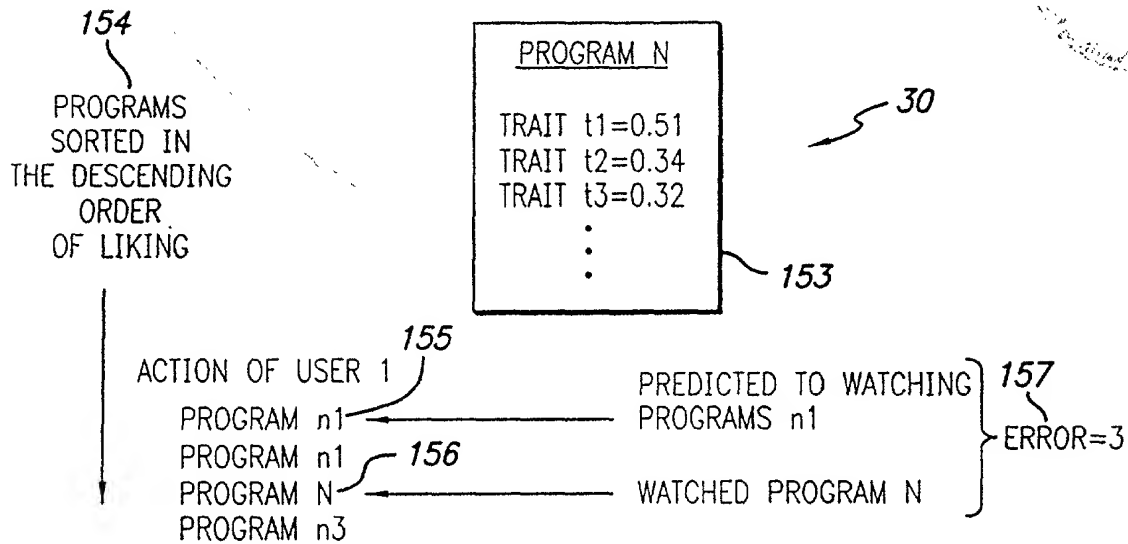 154
PROGRAMS
SORTED IN
THE DESCENDING
ORDER
OF LIKING
PROGRAM N
TRAIT t1=0.51
TRAIT t2=0.34
TRAIT t3=0.32
30
153
ACTION OF USER 1
155
PROGRAM n1
PROGRAM n1
156
PROGRAM N
PROGRAM n3
PREDICTED TO WATCHING
PROGRAMS n1
WATCHED PROGRAM N
157
ERROR=3